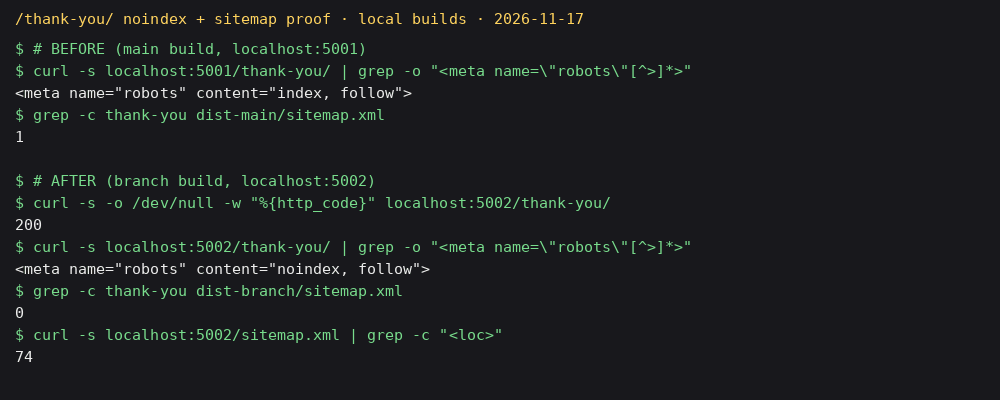 /thank-you/ noindex + sitemap proof · local builds · 2026-11-17
$ # BEFORE (main build, localhost:5001)
$ curl -s localhost:5001/thank-you/ | grep -o "<meta name=\"robots\"[^>]*>"
<meta name="robots" content="index, follow">
$ grep -c thank-you dist-main/sitemap.xml
1
$ # AFTER (branch build, localhost:5002)
$ curl -s -o /dev/null -w "%{http_code}" localhost:5002/thank-you/
200
$ curl -s localhost:5002/thank-you/ | grep -o "<meta name=\"robots\"[^>]*>"
<meta name="robots" content="noindex, follow">
$ grep -c thank-you dist-branch/sitemap.xml
0
$ curl -s localhost:5002/sitemap.xml | grep -c "<loc>"
74